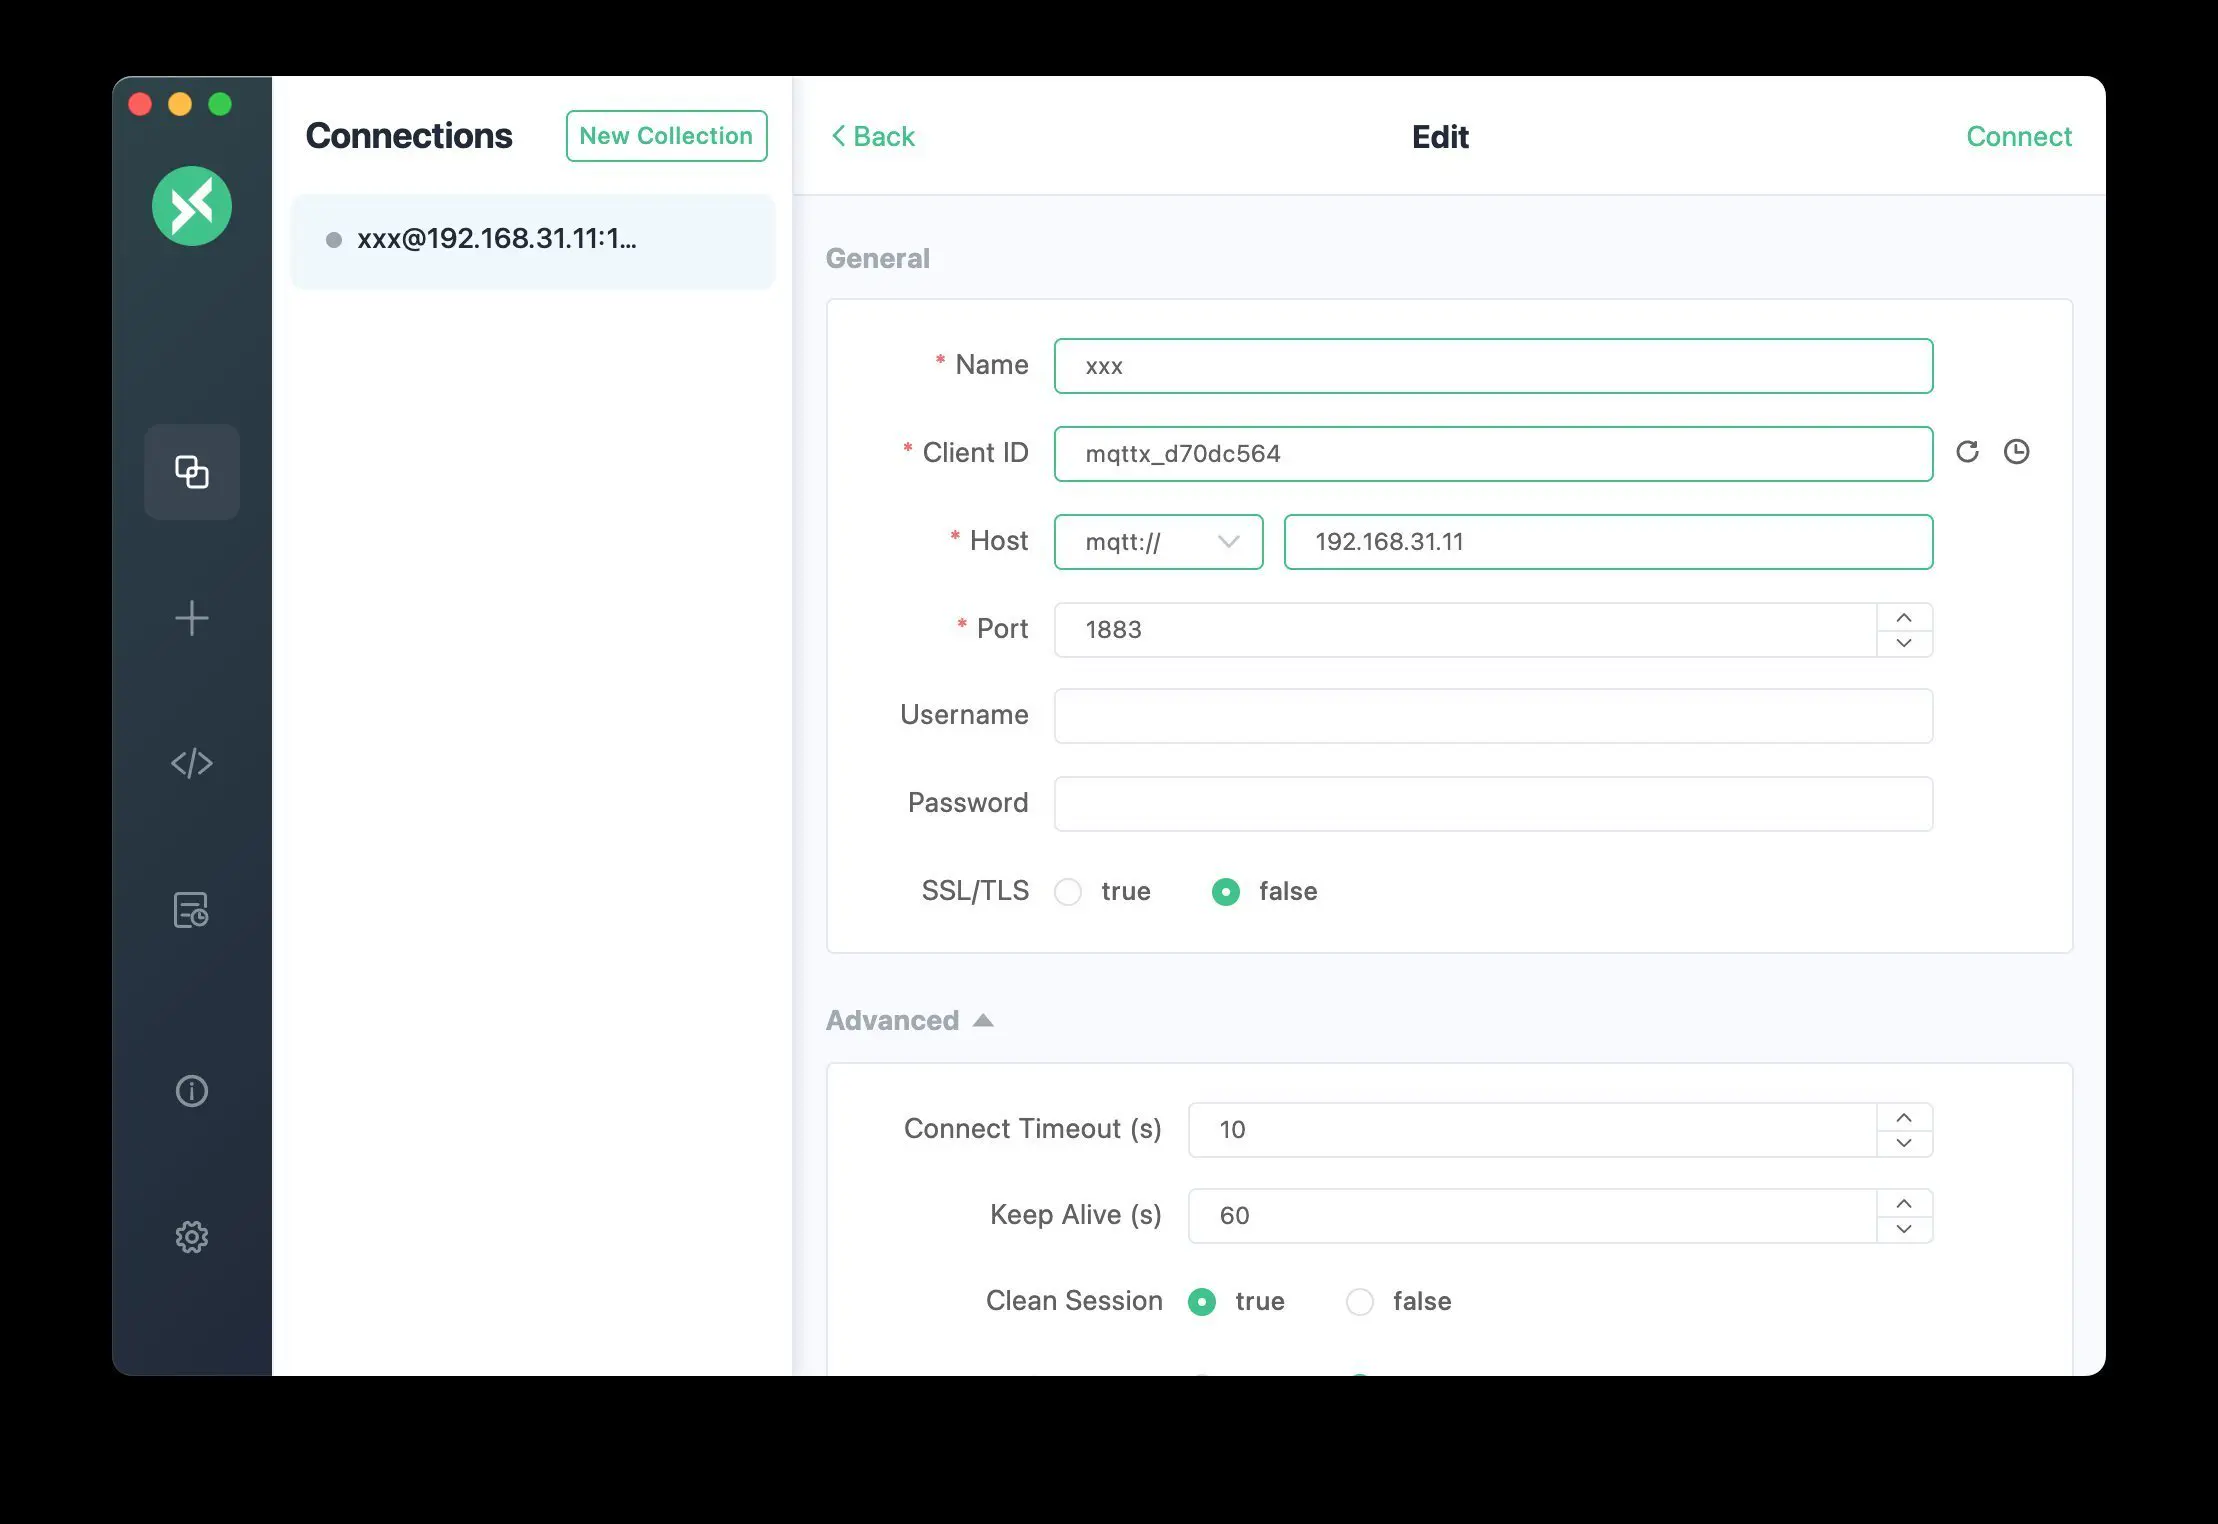 Connections
New Collection
xxx@192.168.31.11:1...
Back
Edit
Connect
General
* Name
xxx
* Client ID
mqttx_d70dc564
* Host
mqtt://
192.168.31.11
* Port
1883
Username
Password
SSL/TLS
true
false
Advanced
Connect Timeout (s)
10
Keep Alive (s)
60
Clean Session
true
false